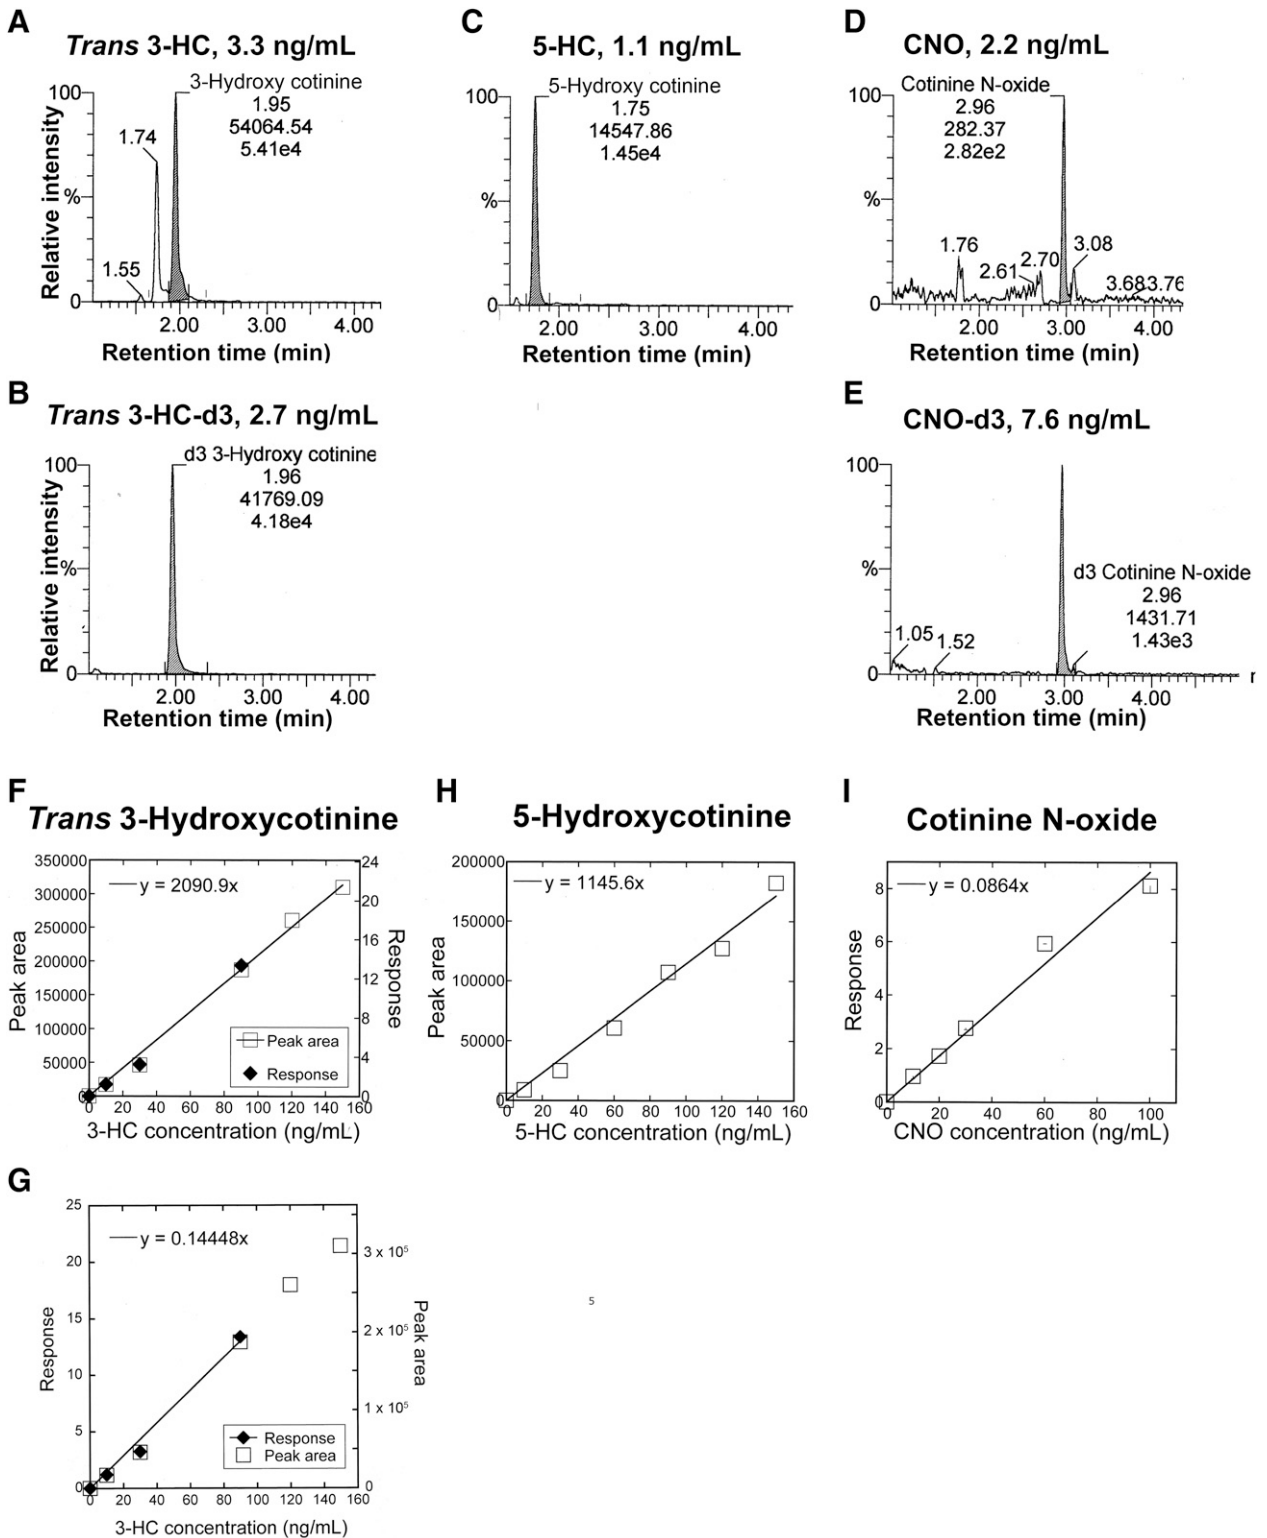 A
Trans 3-HC, 3.3 ng/mL
3-Hydroxy cotinine
1.95
54064.54
5.41e4
1.74
1.55
100
%
0
Relative intensity
2.00 3.00 4.00
Retention time (min)
C
5-HC, 1.1 ng/mL
5-Hydroxy cotinine
1.75
14547.86
1.45e4
100
%
0
2.00 3.00 4.00
Retention time (min)
D
CNO, 2.2 ng/mL
Cotinine N-oxide
2.96
282.37
2.82e2
100
%
0
1.76
2.61
2.70
3.08
3.68 3.76
2.00 3.00 4.00
Retention time (min)
B
Trans 3-HC-d3, 2.7 ng/mL
d3 3-Hydroxy cotinine
1.96
41769.09
4.18e4
100
%
0
Relative intensity
2.00 3.00 4.00
Retention time (min)
E
CNO-d3, 7.6 ng/mL
100
%
0
d3 Cotinine N-oxide
2.96
1431.71
1.43e3
1.05
1.52
2.00 3.00 4.00
Retention time (min)
F
Trans 3-Hydroxycotinine
y = 2090.9x
350000
300000
250000
200000
150000
100000
50000
0
Peak area
24
20
16
12
8
4
0
Response
Peak area
Response
0 20 40 60 80 100 120 140 160
3-HC concentration (ng/mL)
H
5-Hydroxycotinine
y = 1145.6x
200000
150000
100000
50000
0
Peak area
0 20 40 60 80 100 120 140 160
5-HC concentration (ng/mL)
I
Cotinine N-oxide
y = 0.0864x
8
6
4
2
0
Response
0 20 40 60 80 100
CNO concentration (ng/mL)
G
y = 0.14448x
25
20
15
10
5
0
Response
3 x 10⁵
2 x 10⁵
1 x 10⁵
0
Peak area
Response
Peak area
0 20 40 60 80 100 120 140 160
3-HC concentration (ng/mL)
5